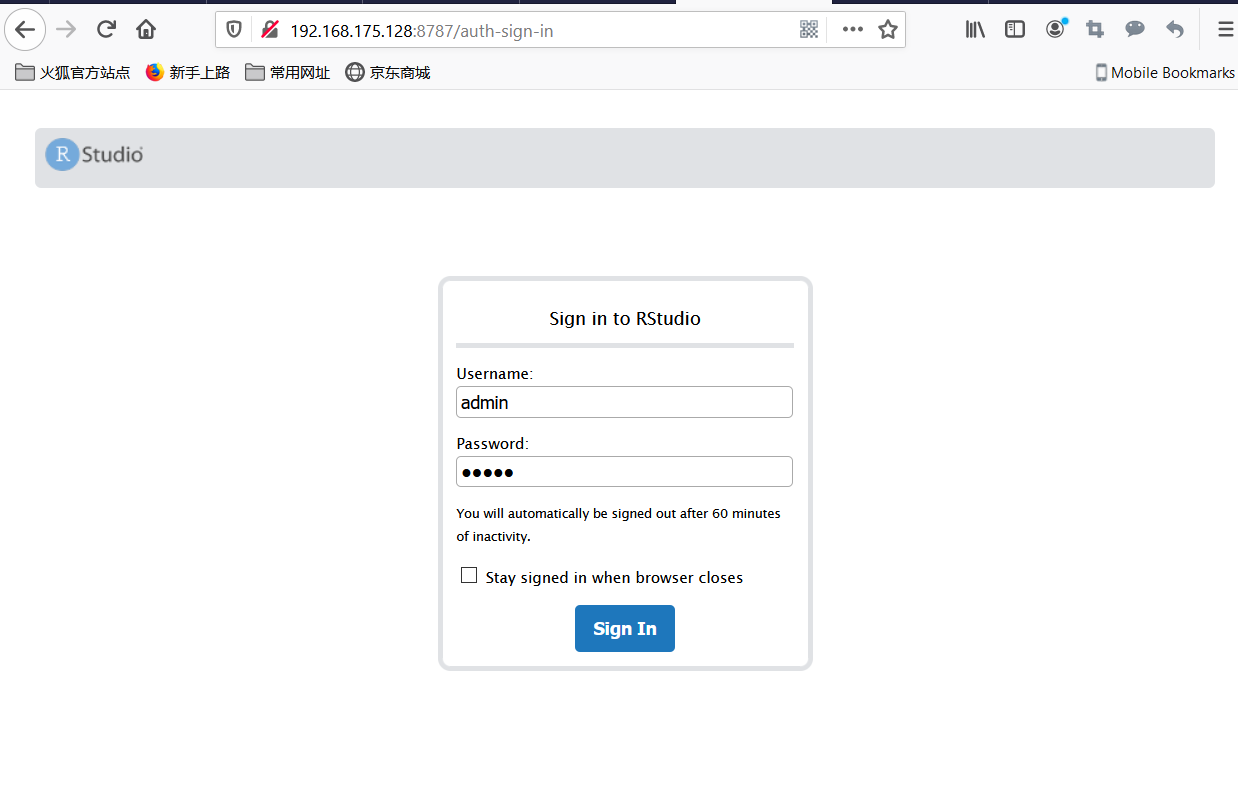 192.168.175.128:8787/auth-sign-in
火狐官方站点 新手上路 常用网址 京东商城 Mobile Bookmarks
R Studio
Sign in to RStudio
Username:
admin
Password:
●●●●●
You will automatically be signed out after 60 minutes
of inactivity.
Stay signed in when browser closes
Sign In